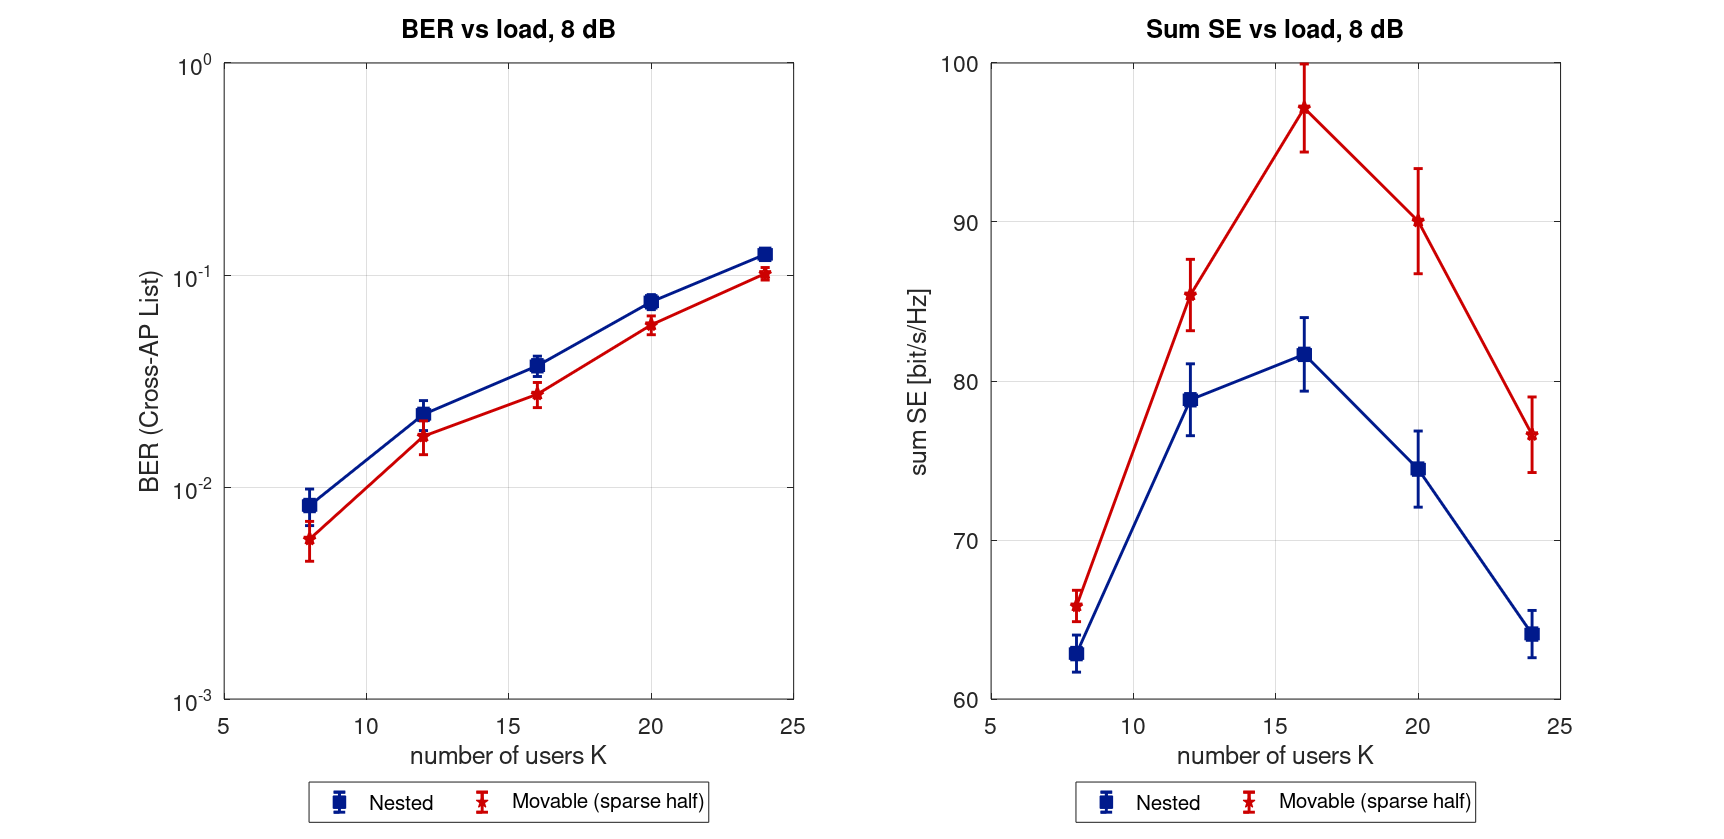 BER vs load, 8 dB
10^0
10^-1
10^-2
10^-3
BER (Cross-AP List)
5 10 15 20 25
number of users K
Nested Movable (sparse half)
Sum SE vs load, 8 dB
100
90
80
70
60
sum SE [bit/s/Hz]
5 10 15 20 25
number of users K
Nested Movable (sparse half)